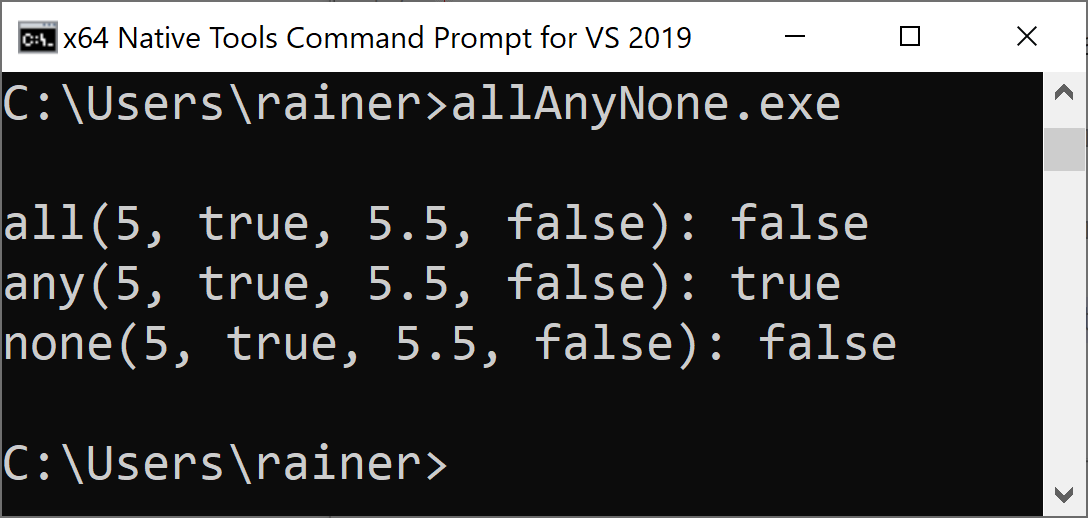 x64 Native Tools Command Prompt for VS 2019
C:\Users\rainer>allAnyNone.exe
all(5, true, 5.5, false): false
any(5, true, 5.5, false): true
none(5, true, 5.5, false): false
C:\Users\rainer>